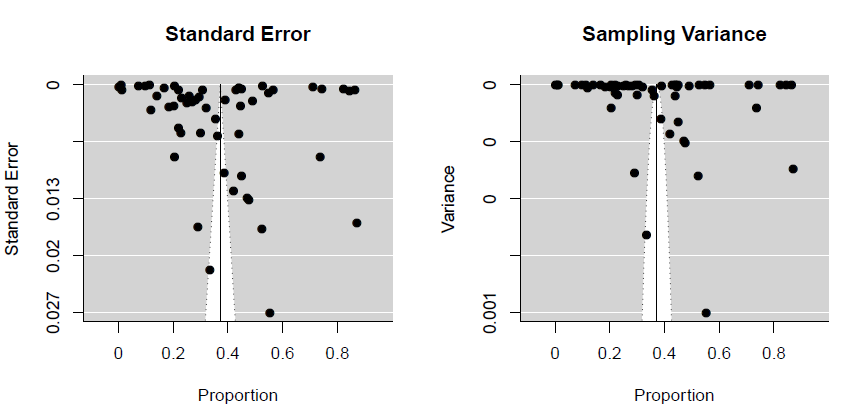 Standard Error
Standard Error
0
0.013
0.02
0.027
0 0.2 0.4 0.6 0.8
Proportion
Sampling Variance
Variance
0
0
0
0.001
0 0.2 0.4 0.6 0.8
Proportion